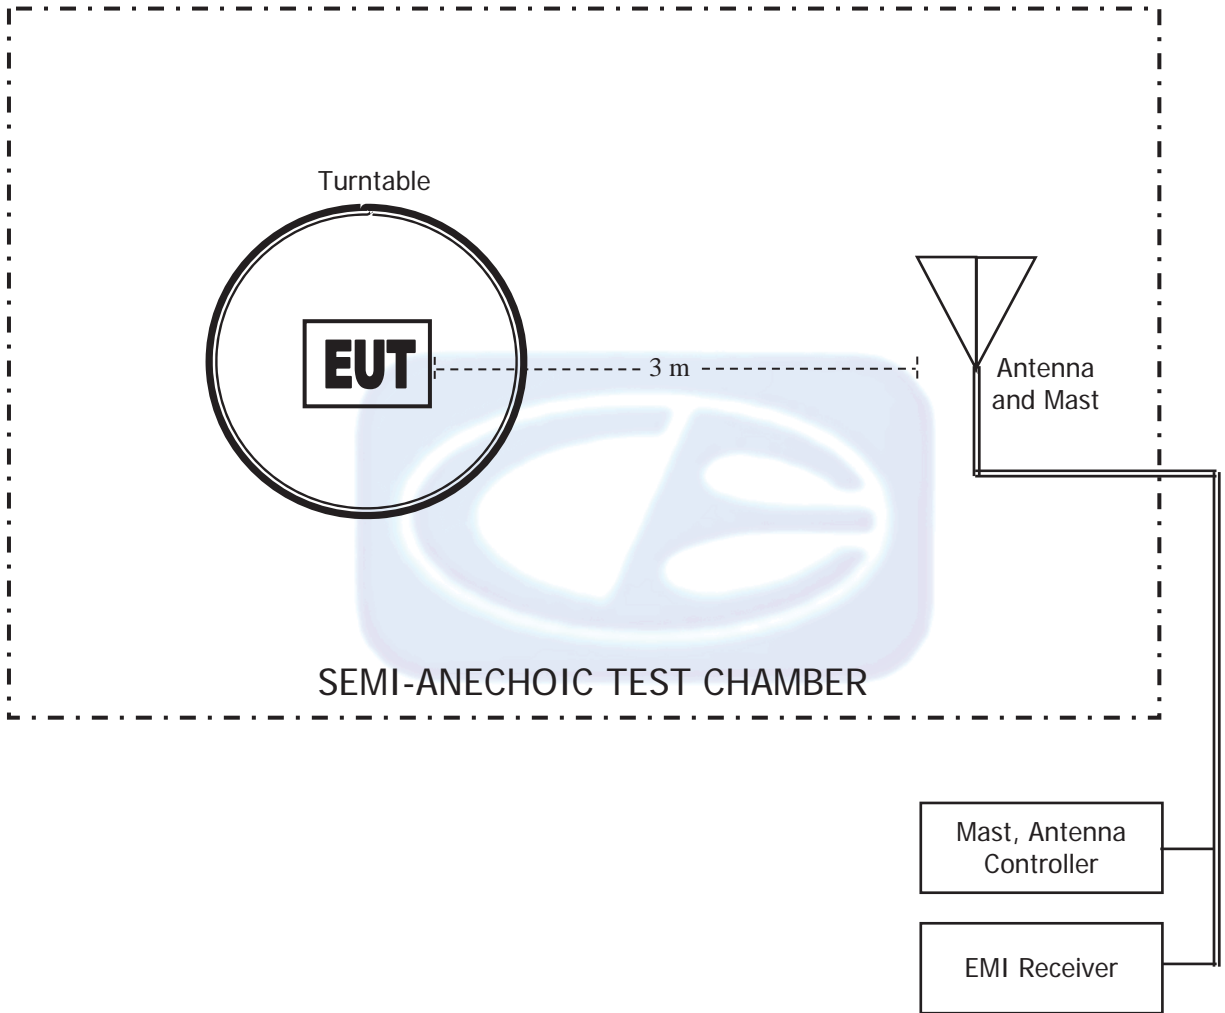 Turntable
EUT
3 m
Antenna
and Mast
SEMI-ANECHOIC TEST CHAMBER
Mast, Antenna
Controller
EMI Receiver